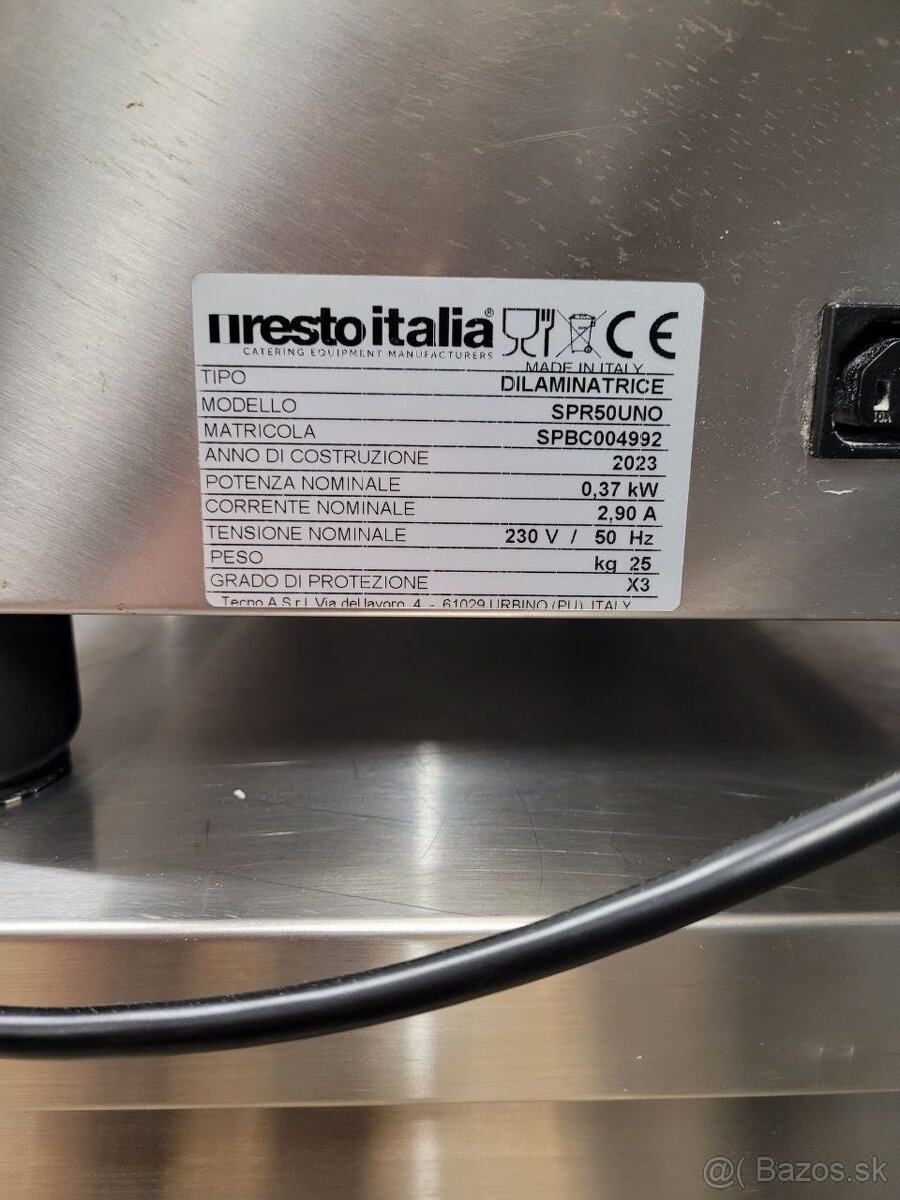 restoitalia®
CATERING EQUIPMENT MANUFACTURERS
CE
MADE IN ITALY
TIPO DILAMINATRICE
MODELLO SPR50UNO
MATRICOLA SPBC004992
ANNO DI COSTRUZIONE 2023
POTENZA NOMINALE 0,37 kW
CORRENTE NOMINALE 2,90 A
TENSIONE NOMINALE 230 V / 50 Hz
PESO kg 25
GRADO DI PROTEZIONE X3
Tecno A S.r.l. Via del lavoro, 4 - 61029 URBINO (PU) ITALY
@( Bazos.sk